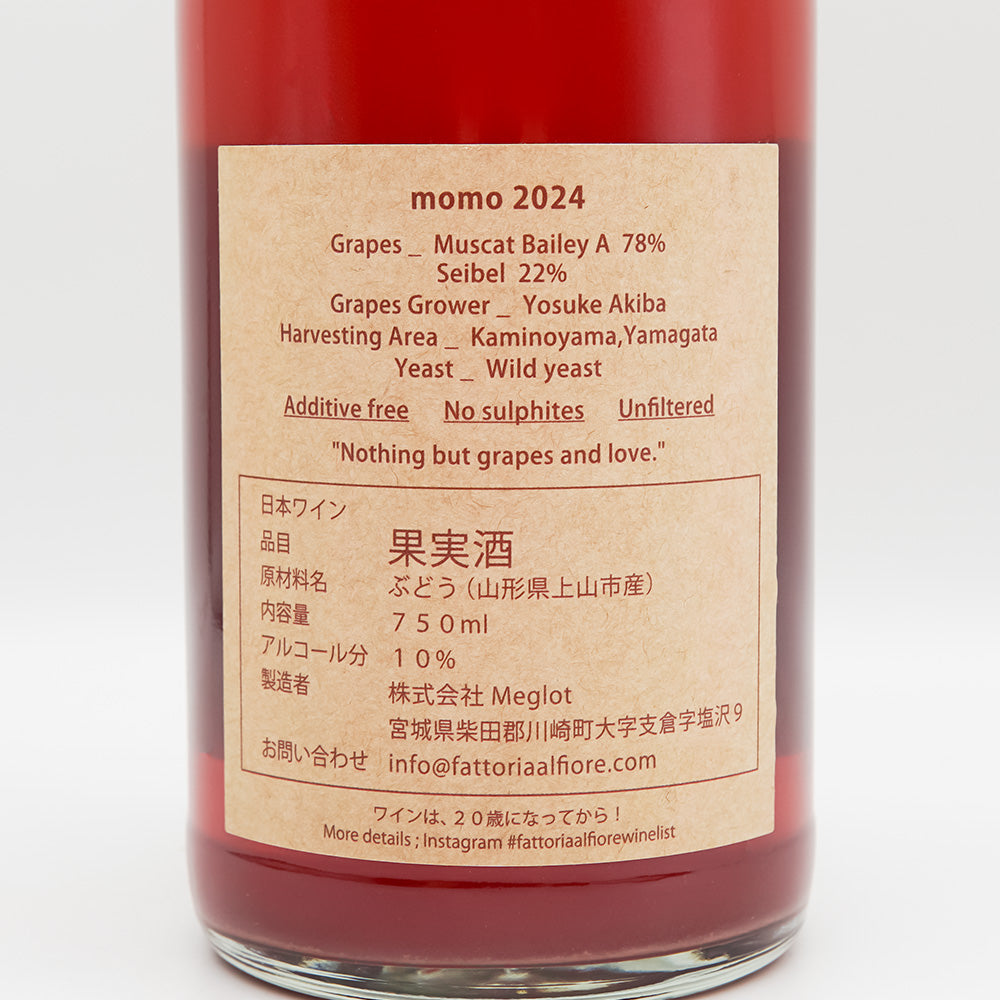 momo 2024
Grapes _ Muscat Bailey A 78%
Seibel 22%
Grapes Grower _ Yosuke Akiba
Harvesting Area _ Kaminoyama,Yamagata
Yeast _ Wild yeast
Additive free No sulphites Unfiltered
"Nothing but grapes and love."
日本ワイン
品目 果実酒
原材料名 ぶどう（山形県上山市産）
内容量 ７５０ml
アルコール分 １０%
製造者 株式会社 Meglot
宮城県柴田郡川崎町大字支倉字塩沢９
お問い合わせ info@fattoriaalfiore.com
ワインは、２０歳になってから！
More details ; Instagram #fattoriaalfiorewinelist